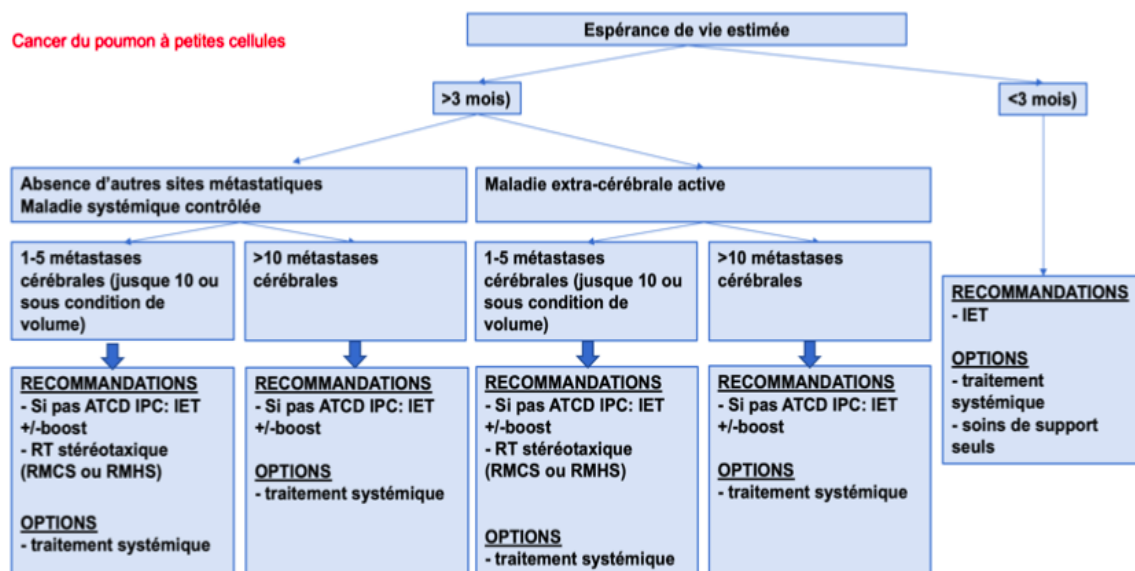 Cancer du poumon à petites cellules
Espérance de vie estimée
>3 mois)
<3 mois)
Absence d'autres sites métastatiques
Maladie systémique contrôlée
Maladie extra-cérébrale active
1-5 métastases
cérébrales (jusque 10 ou
sous condition de
volume)
>10 métastases
cérébrales
1-5 métastases
cérébrales (jusque 10 ou
sous condition de
volume)
>10 métastases
cérébrales
RECOMMANDATIONS
- Si pas ATCD IPC: IET
+/-boost
- RT stéréotaxique
(RMCS ou RMHS)
OPTIONS
- traitement systémique
RECOMMANDATIONS
- Si pas ATCD IPC: IET
+/-boost
OPTIONS
- traitement systémique
RECOMMANDATIONS
- Si pas ATCD IPC: IET
+/-boost
- RT stéréotaxique
(RMCS ou RMHS)
OPTIONS
- traitement systémique
RECOMMANDATIONS
- Si pas ATCD IPC: IET
+/-boost
OPTIONS
- traitement systémique
RECOMMANDATIONS
- IET
OPTIONS
- traitement
systémique
- soins de support
seuls